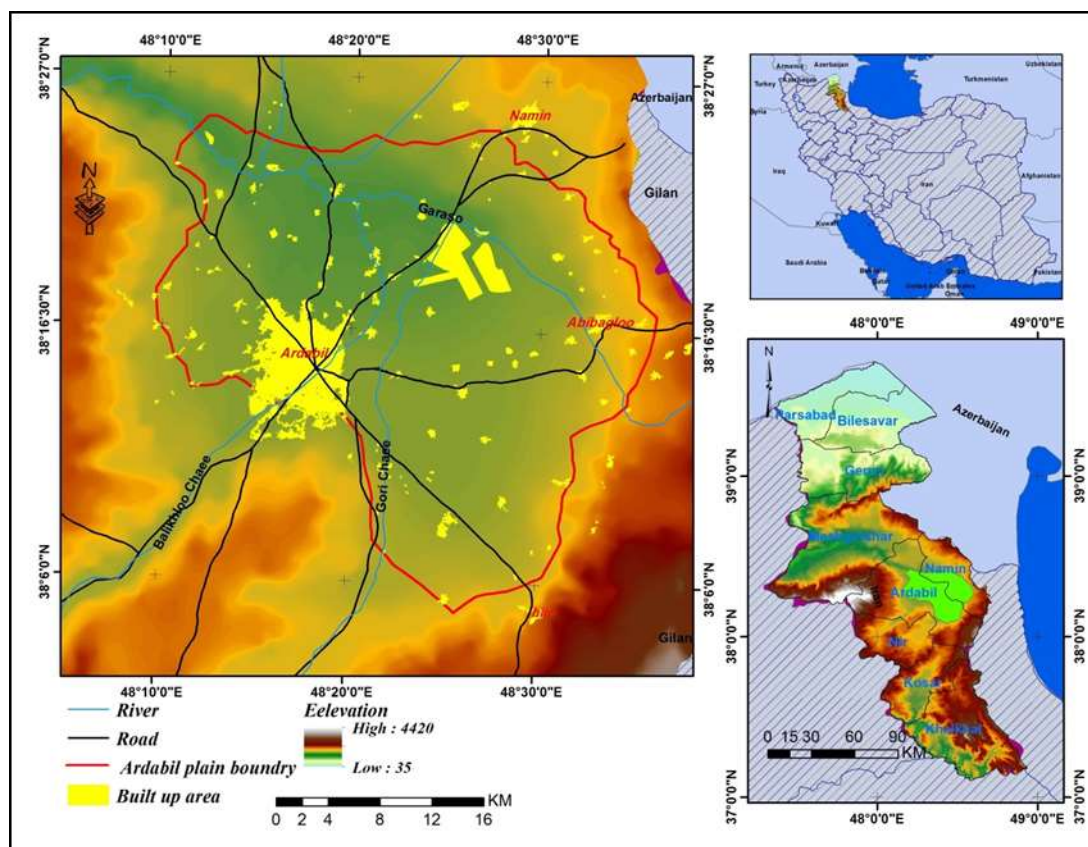 48°10'0"E
48°20'0"E
48°30'0"E
38°27'0"N
38°27'0"N
38°16'30"N
38°16'30"N
38°6'0"N
38°6'0"N
48°10'0"E
48°20'0"E
48°30'0"E
N
Azerbaijan
Namin
Gilan
Garaso
Abibagloo
Ardabil
Balikhloo Chaee
Gori Chaee
Gilan
River
Road
Ardabil plain boundry
Built up area
Eelevation
High : 4420
Low : 35
0 2 4 8 12 16
KM
Armenia
Azerbaijan
Azerbaijan
Uzbekistan
Turkey
Turkmenistan
Syria
Iraq
Iran
Afghanistan
Kuwait
Saudi Arabia
Qatar
United Arab Emirates
Oman
Pakistan
48°0'0"E
49°0'0"E
N
Parsabad
Bilesavar
Azerbaijan
Germi
Namin
Ardabil
Nir
Kosar
Khalkhal
39°0'0"N
39°0'0"N
38°0'0"N
38°0'0"N
37°0'0"N
37°0'0"N
0 15 30 60 90
KM
48°0'0"E
49°0'0"E